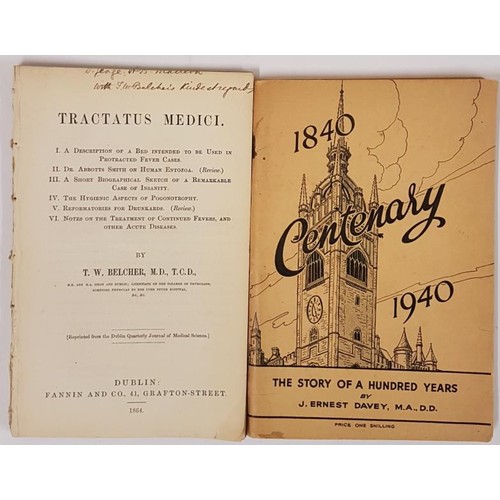 with T. W. Belcher's Kindest regards,
TRACTATUS MEDICI.
I. A Description of a Bed intended to be Used in
Protracted Fever Cases.
II. Dr. Abbotts Smith on Human Entozoa. (Review.)
III. A Short Biographical Sketch of a Remarkable
Case of Insanity.
IV. The Hygienic Aspects of Pogonotrophy.
V. Reformatories for Drunkards. (Review.)
VI. Notes on the Treatment of Continued Fevers, and
other Acute Diseases.
BY
T. W. BELCHER, M.D., T.C.D.,
[Reprinted from the Dublin Quarterly Journal of Medical Science.]
DUBLIN:
FANNIN AND CO., 41, GRAFTON-STREET.
1864.
1840
Centenary
1940
THE STORY OF A HUNDRED YEARS
BY
J. ERNEST DAVEY, M.A., D.D.
PRICE ONE SHILLING